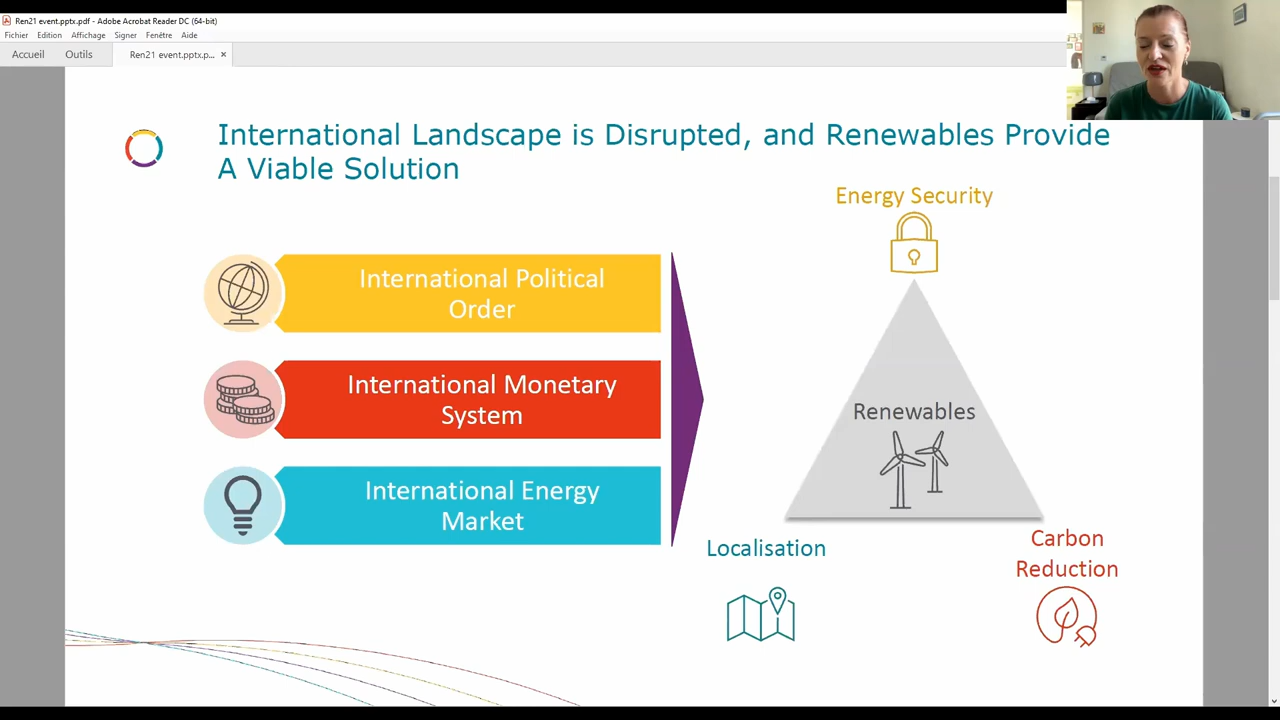 Ren21 event.pptx.pdf - Adobe Acrobat Reader DC (64-bit)
Fichier Edition Affichage Signer Fenêtre Aide
Accueil Outils Ren21 event.pptx.p... ×
International Landscape is Disrupted, and Renewables Provide
A Viable Solution
International Political
Order
International Monetary
System
International Energy
Market
Energy Security
Renewables
Localisation
Carbon
Reduction